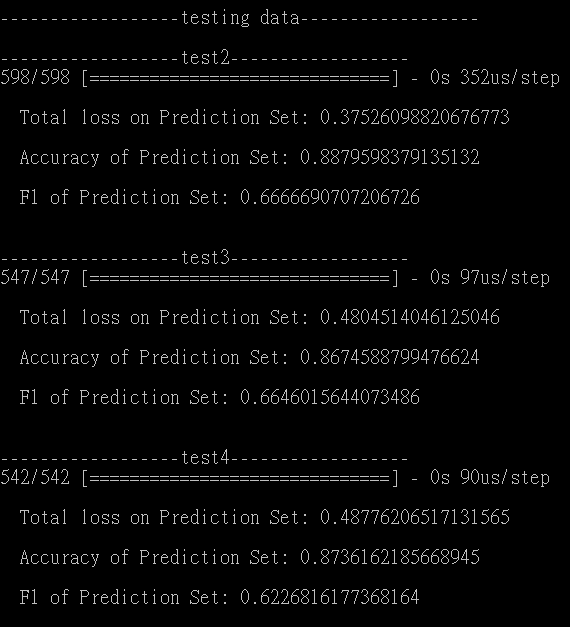 ------------------testing data------------------
------------------test2------------------
598/598 [==============================] - 0s 352us/step
Total loss on Prediction Set: 0.37526098820676773
Accuracy of Prediction Set: 0.8879598379135132
F1 of Prediction Set: 0.6666690707206726
------------------test3------------------
547/547 [==============================] - 0s 97us/step
Total loss on Prediction Set: 0.4804514046125046
Accuracy of Prediction Set: 0.8674588799476624
F1 of Prediction Set: 0.6646015644073486
------------------test4------------------
542/542 [==============================] - 0s 90us/step
Total loss on Prediction Set: 0.48776206517131565
Accuracy of Prediction Set: 0.8736162185668945
F1 of Prediction Set: 0.6226816177368164